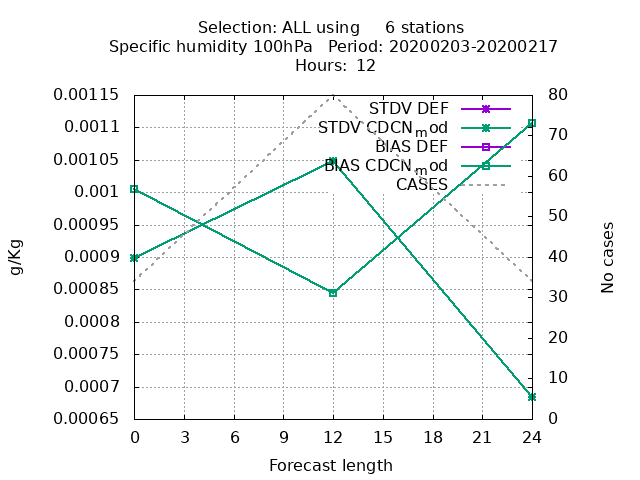 Selection: ALL using     6 stations
Specific humidity 100hPa   Period: 20200203-20200217
Hours:  12
0.00115
0.0011
0.00105
0.001
0.00095
0.0009
0.00085
0.0008
0.00075
0.0007
0.00065
g/Kg
STDV DEF
STDV CDCNmod
BIAS DEF
BIAS CDCNmod
CASES
80
70
60
50
40
30
20
10
0
No cases
0 3 6 9 12 15 18 21 24
Forecast length